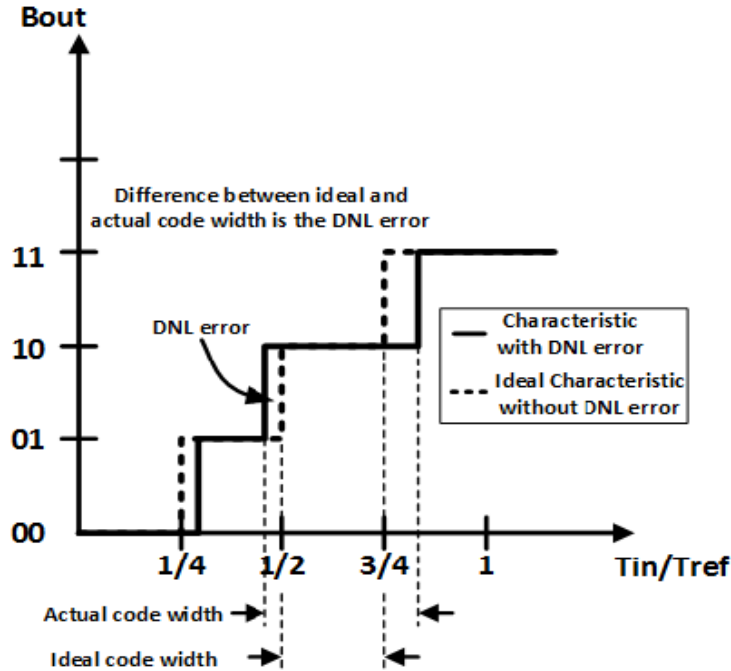 Bout
Difference between ideal and
actual code width is the DNL error
11
DNL error
10
Characteristic
with DNL error
Ideal Characteristic
without DNL error
01
00
1/4
1/2
3/4
1
Tin/Tref
Actual code width
Ideal code width